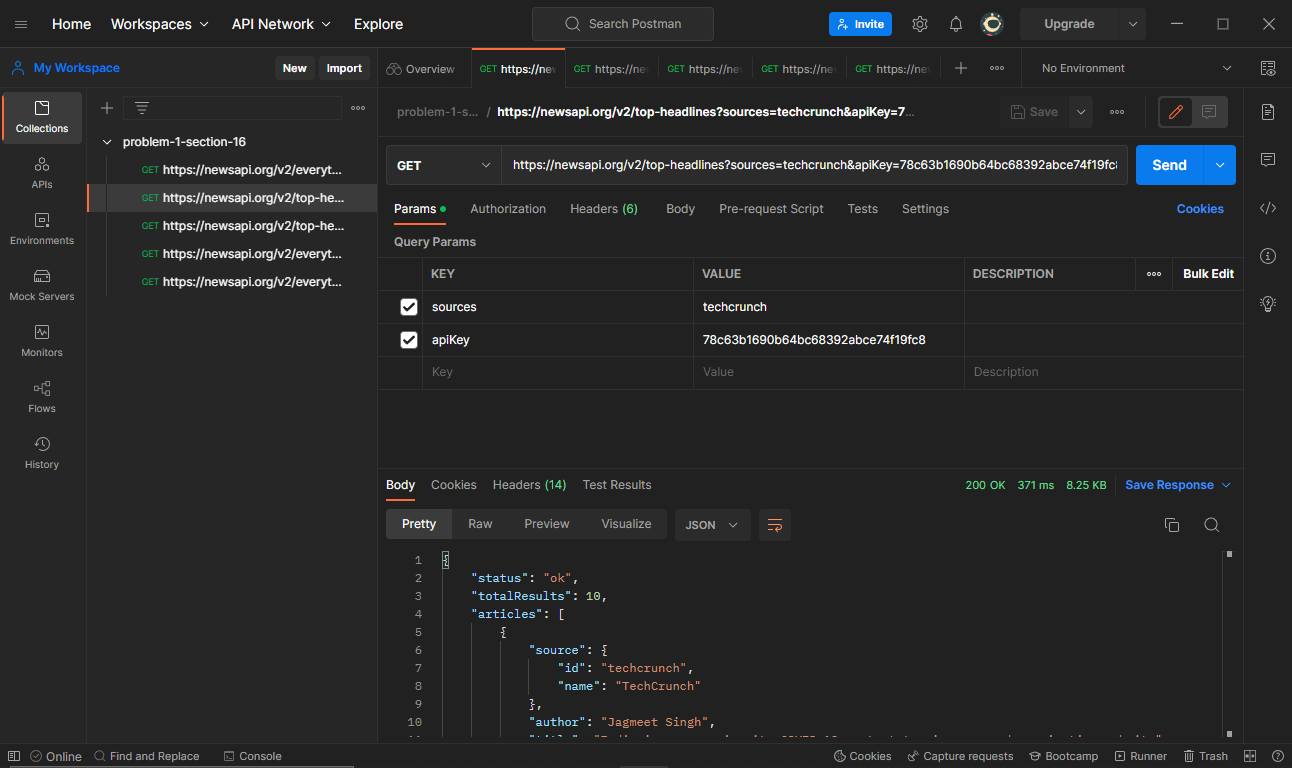 Home Workspaces API Network Explore Search Postman Invite Upgrade
My Workspace New Import Overview GET https://nev GET https://nev GET https://nev GET https://nev GET https://nev No Environment
Collections
APIs
Environments
Mock Servers
Monitors
Flows
History
problem-1-section-16
GET https://newsapi.org/v2/everyt...
GET https://newsapi.org/v2/top-he...
GET https://newsapi.org/v2/top-he...
GET https://newsapi.org/v2/everyt...
GET https://newsapi.org/v2/everyt...
problem-1-s... / https://newsapi.org/v2/top-headlines?sources=techcrunch&apiKey=7... Save
GET https://newsapi.org/v2/top-headlines?sources=techcrunch&apiKey=78c63b1690b64bc68392abce74f19fc8 Send
Params Authorization Headers (6) Body Pre-request Script Tests Settings Cookies
Query Params
KEY VALUE DESCRIPTION Bulk Edit
sources techcrunch
apiKey 78c63b1690b64bc68392abce74f19fc8
Key Value Description
Body Cookies Headers (14) Test Results 200 OK 371 ms 8.25 KB Save Response
Pretty Raw Preview Visualize JSON
1 {
2 "status": "ok",
3 "totalResults": 10,
4 "articles": [
5 {
6 "source": {
7 "id": "techcrunch",
8 "name": "TechCrunch"
9 },
10 "author": "Jagmeet Singh",
Online Find and Replace Console Cookies Capture requests Bootcamp Runner Trash